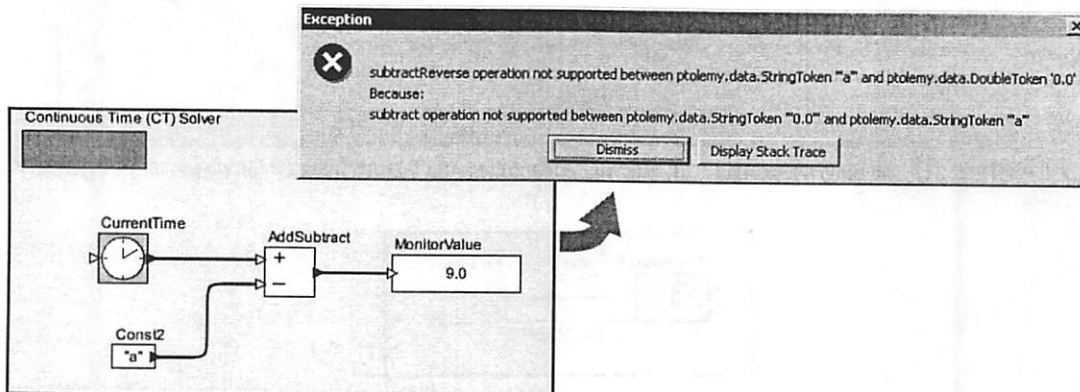 Exception
subtractReverse operation not supported between ptolemy.data.StringToken '"a"' and ptolemy.data.DoubleToken '0.0'
Because:
subtract operation not supported between ptolemy.data.StringToken '"0.0"' and ptolemy.data.StringToken '"a"'
Dismiss
Display Stack Trace
Continuous Time (CT) Solver
CurrentTime
AddSubtract
+
−
MonitorValue
9.0
Const2
"a"